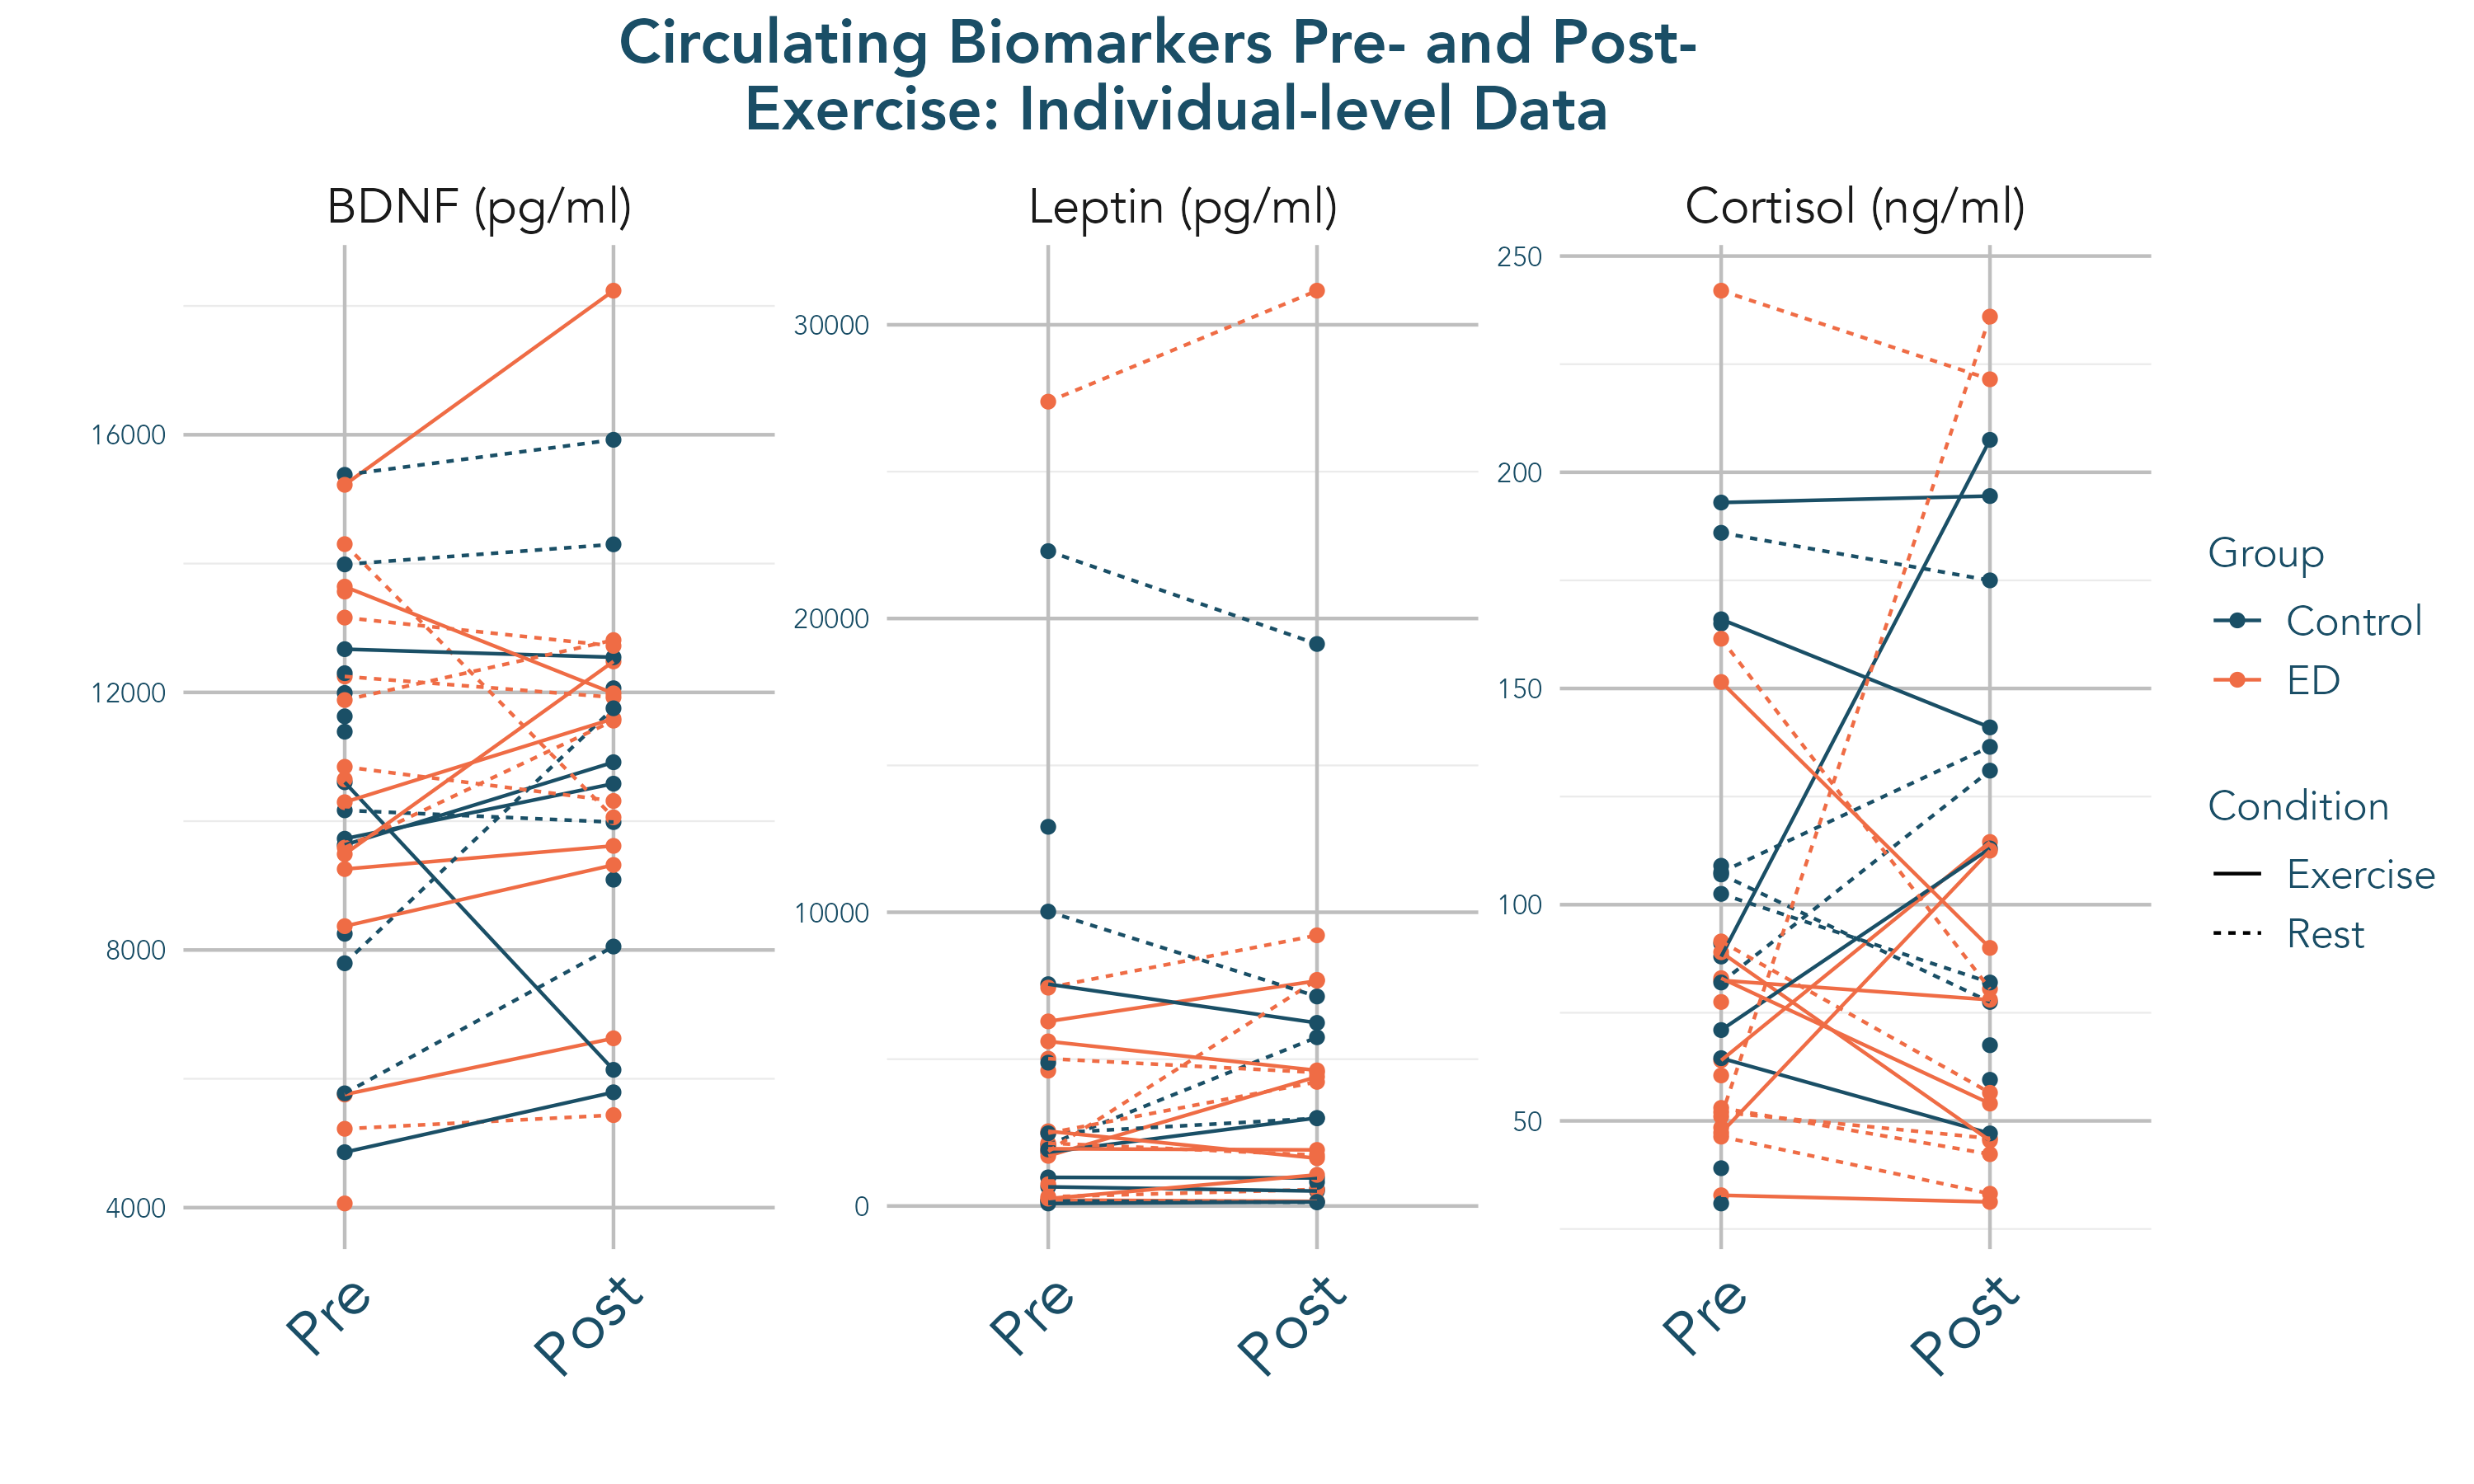 Circulating Biomarkers Pre- and Post-
Exercise: Individual-level Data
BDNF (pg/ml)
16000
12000
8000
4000
Pre
Post
Leptin (pg/ml)
30000
20000
10000
0
Pre
Post
Cortisol (ng/ml)
250
200
150
100
50
Pre
Post
Group
Control
ED
Condition
Exercise
Rest